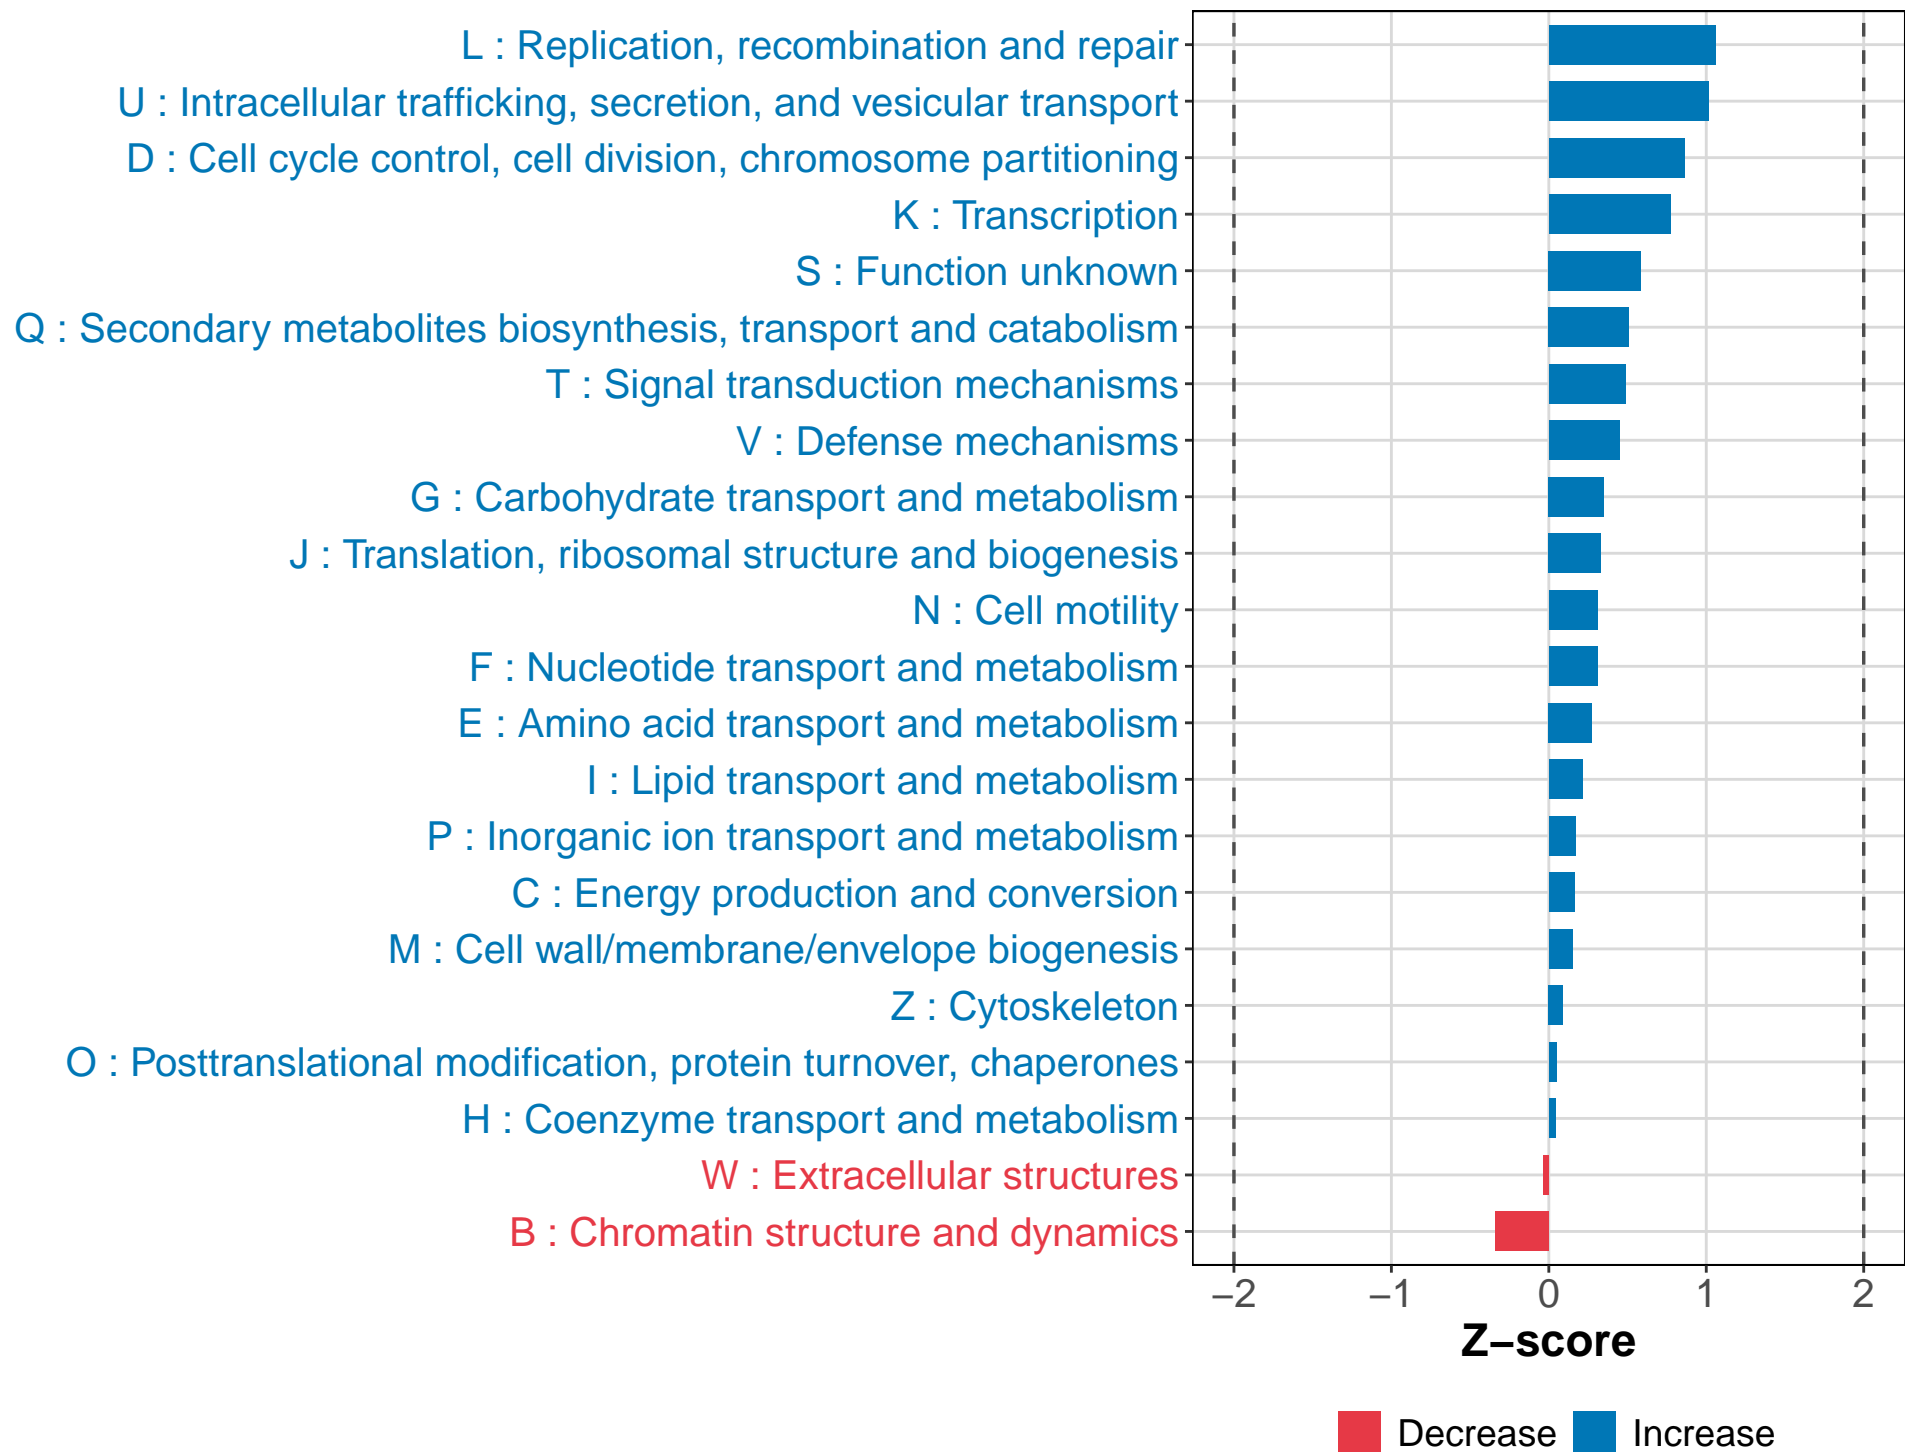 L : Replication, recombination and repair
U : Intracellular trafficking, secretion, and vesicular transport
D : Cell cycle control, cell division, chromosome partitioning
K : Transcription
S : Function unknown
Q : Secondary metabolites biosynthesis, transport and catabolism
T : Signal transduction mechanisms
V : Defense mechanisms
G : Carbohydrate transport and metabolism
J : Translation, ribosomal structure and biogenesis
N : Cell motility
F : Nucleotide transport and metabolism
E : Amino acid transport and metabolism
I : Lipid transport and metabolism
P : Inorganic ion transport and metabolism
C : Energy production and conversion
M : Cell wall/membrane/envelope biogenesis
Z : Cytoskeleton
O : Posttranslational modification, protein turnover, chaperones
H : Coenzyme transport and metabolism
W : Extracellular structures
B : Chromatin structure and dynamics
−2 −1 0 1 2
Z−score
Decrease Increase